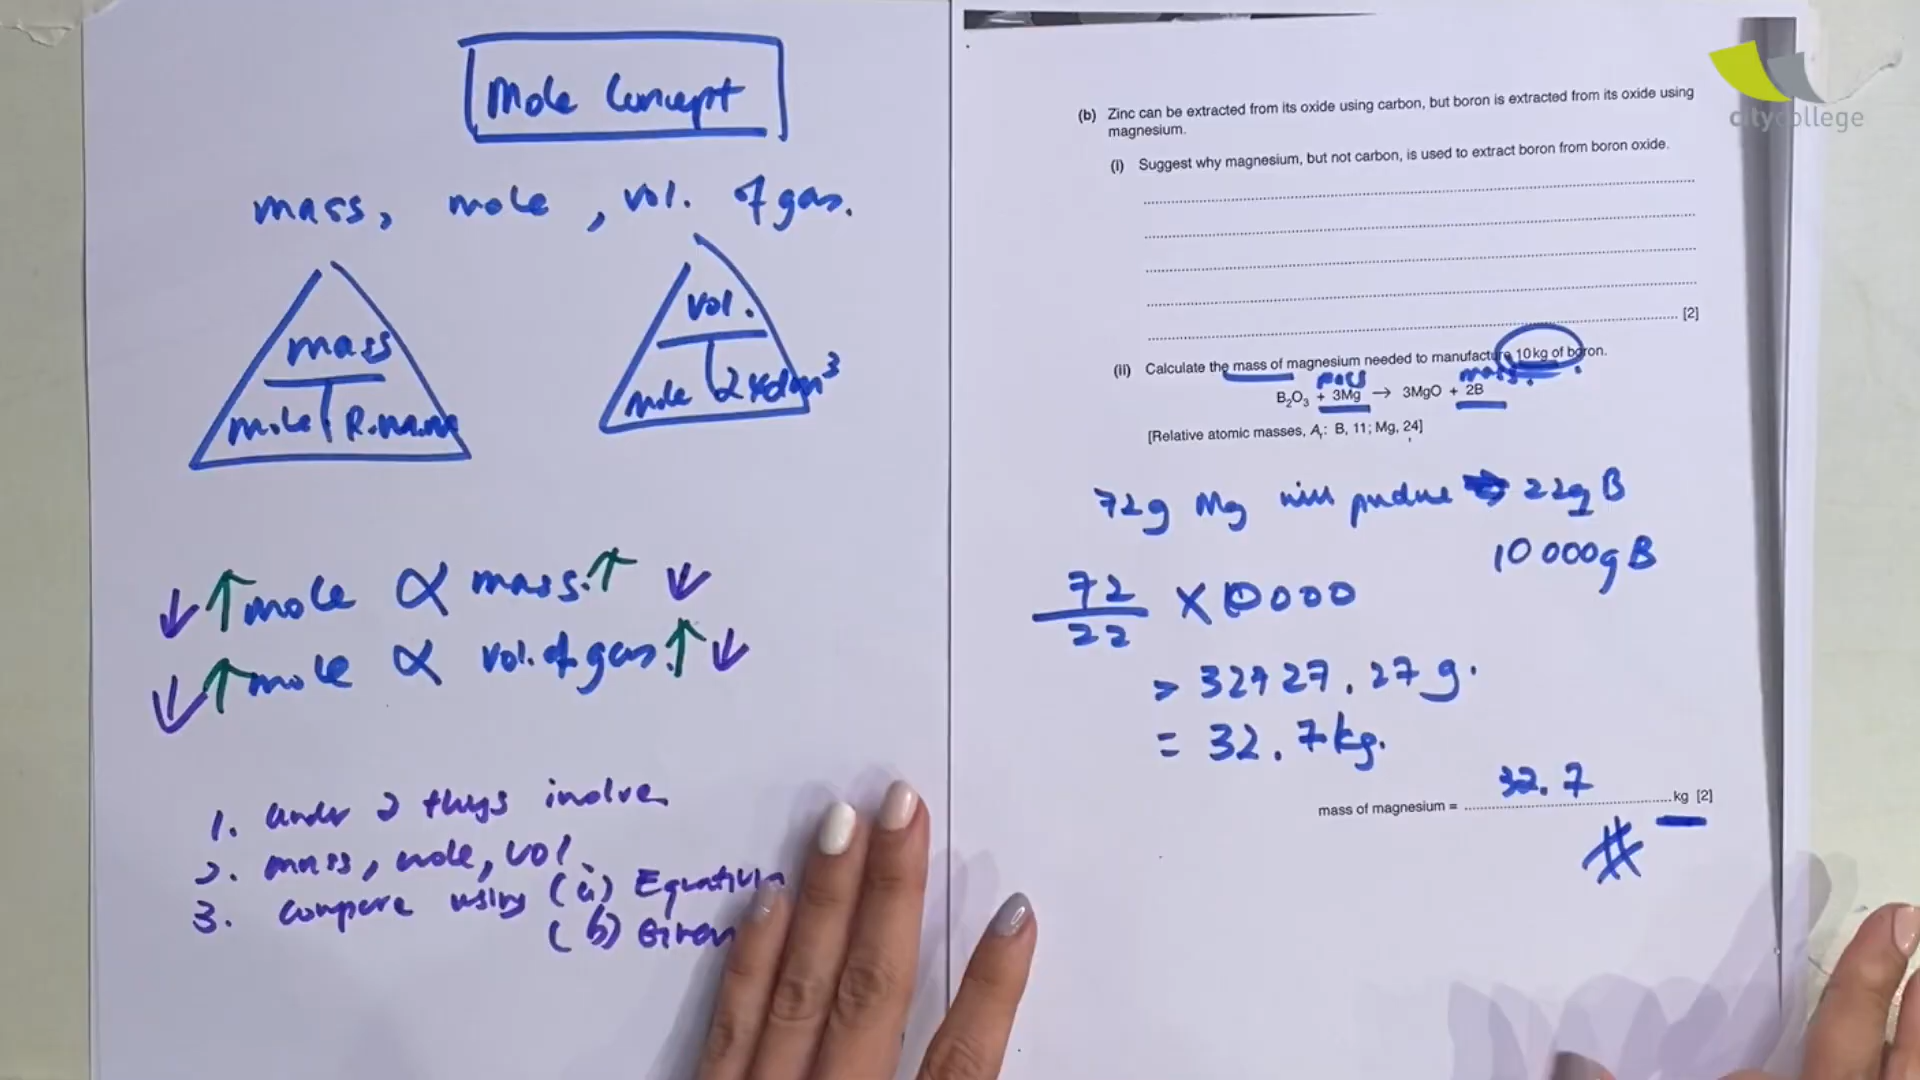 Mole Concept
mass, mole, vol. of gas.
mass
mole R.mass
vol.
mole 24dm³
↓↑mole ∝ mass.↑ ↓
↓↑mole ∝ vol.of gas.↑↓
1. under 2 thgs involve
2. mass, mole, vol.
3. compare using (a) Equation
(b) Given
citycollege
(b) Zinc can be extracted from its oxide using carbon, but boron is extracted from its oxide using
magnesium.
(i) Suggest why magnesium, but not carbon, is used to extract boron from boron oxide.
[2]
(ii) Calculate the mass of magnesium needed to manufacture 10kg of boron.
mass mass.
B₂O₃ + 3Mg → 3MgO + 2B
[Relative atomic masses, Aᵣ: B, 11; Mg, 24]
72g Mg will produce 22g B
10 000g B
72
22
× 10000
= 32727.27g.
= 32.7kg.
32.7
mass of magnesium = kg [2]